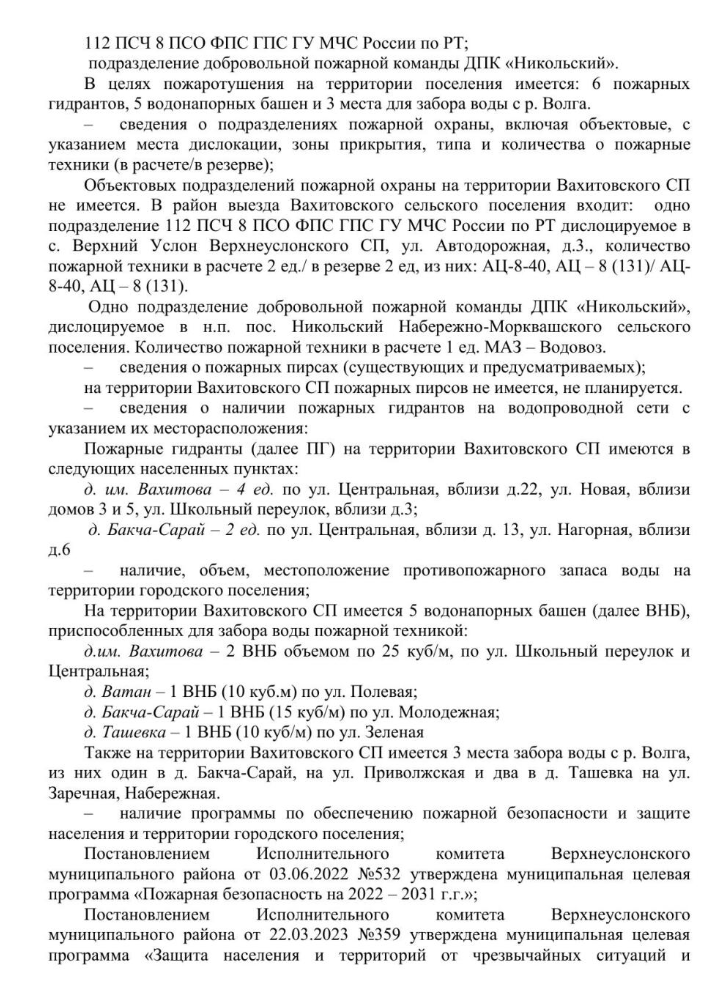 112 ПСЧ 8 ПСО ФПС ГПС ГУ МЧС России по РТ;
подразделение добровольной пожарной команды ДПК «Никольский».
В целях пожаротушения на территории поселения имеется: 6 пожарных
гидрантов, 5 водонапорных башен и 3 места для забора воды с р. Волга.
– сведения о подразделениях пожарной охраны, включая объектовые, с
указанием места дислокации, зоны прикрытия, типа и количества о пожарные
техники (в расчете/в резерве);
Объектовых подразделений пожарной охраны на территории Вахитовского СП
не имеется. В район выезда Вахитовского сельского поселения входит: одно
подразделение 112 ПСЧ 8 ПСО ФПС ГПС ГУ МЧС России по РТ дислоцируемое в
с. Верхний Услон Верхнеуслонского СП, ул. Автодорожная, д.3., количество
пожарной техники в расчете 2 ед./ в резерве 2 ед, из них: АЦ-8-40, АЦ – 8 (131)/ АЦ-
8-40, АЦ – 8 (131).
Одно подразделение добровольной пожарной команды ДПК «Никольский»,
дислоцируемое в н.п. пос. Никольский Набережно-Морквашского сельского
поселения. Количество пожарной техники в расчете 1 ед. МАЗ – Водовоз.
– сведения о пожарных пирсах (существующих и предусматриваемых);
на территории Вахитовского СП пожарных пирсов не имеется, не планируется.
– сведения о наличии пожарных гидрантов на водопроводной сети с
указанием их месторасположения:
Пожарные гидранты (далее ПГ) на территории Вахитовского СП имеются в
следующих населенных пунктах:
д. им. Вахитова – 4 ед. по ул. Центральная, вблизи д.22, ул. Новая, вблизи
домов 3 и 5, ул. Школьный переулок, вблизи д.3;
д. Бакча-Сарай – 2 ед. по ул. Центральная, вблизи д. 13, ул. Нагорная, вблизи
д.6
– наличие, объем, местоположение противопожарного запаса воды на
территории городского поселения;
На территории Вахитовского СП имеется 5 водонапорных башен (далее ВНБ),
приспособленных для забора воды пожарной техникой:
д.им. Вахитова – 2 ВНБ объемом по 25 куб/м, по ул. Школьный переулок и
Центральная;
д. Ватан – 1 ВНБ (10 куб.м) по ул. Полевая;
д. Бакча-Сарай – 1 ВНБ (15 куб/м) по ул. Молодежная;
д. Ташевка – 1 ВНБ (10 куб/м) по ул. Зеленая
Также на территории Вахитовского СП имеется 3 места забора воды с р. Волга,
из них один в д. Бакча-Сарай, на ул. Приволжская и два в д. Ташевка на ул.
Заречная, Набережная.
– наличие программы по обеспечению пожарной безопасности и защите
населения и территории городского поселения;
Постановлением Исполнительного комитета Верхнеуслонского
муниципального района от 03.06.2022 №532 утверждена муниципальная целевая
программа «Пожарная безопасность на 2022 – 2031 г.г.»;
Постановлением Исполнительного комитета Верхнеуслонского
муниципального района от 22.03.2023 №359 утверждена муниципальная целевая
программа «Защита населения и территорий от чрезвычайных ситуаций и